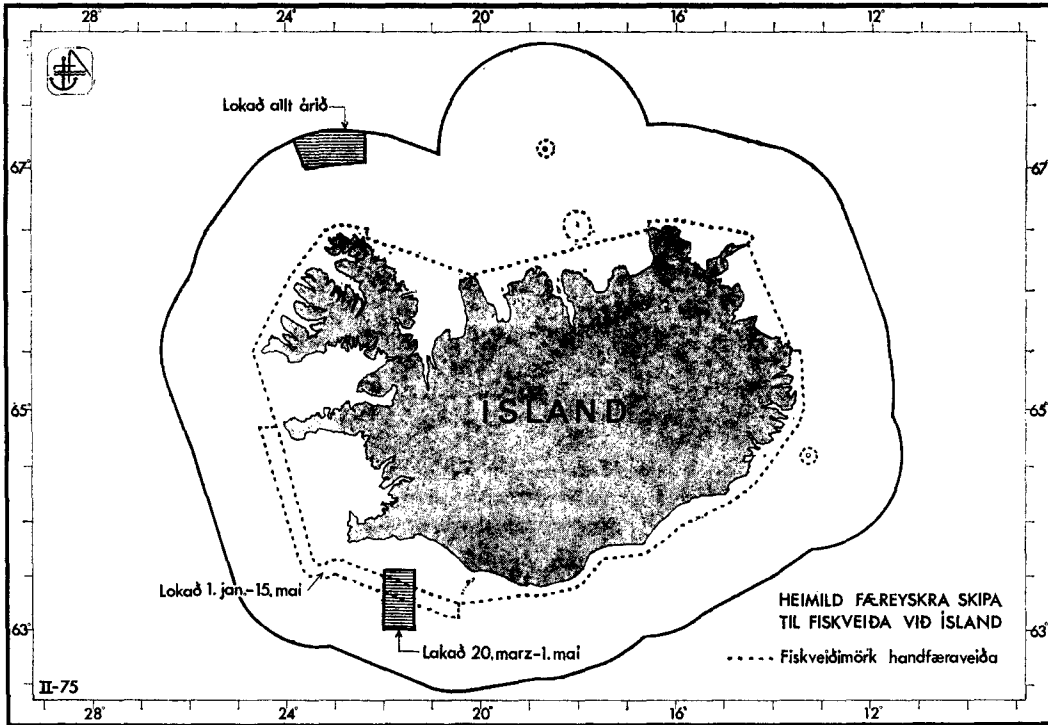 28° 24° 20° 16° 12°
Lokað allt árið
67° 67°
65° ÍSLAND 65°
Lokað 1. jan.-15. mai
63° 63°
Lakað 20. marz-1. mai
HEIMILD FÆREYSKRA SKIPA
TIL FISKVEIÐA VIÐ ÍSLAND
Fiskveiðimörk handfæraveiða
II-75
28° 24° 20° 16° 12°